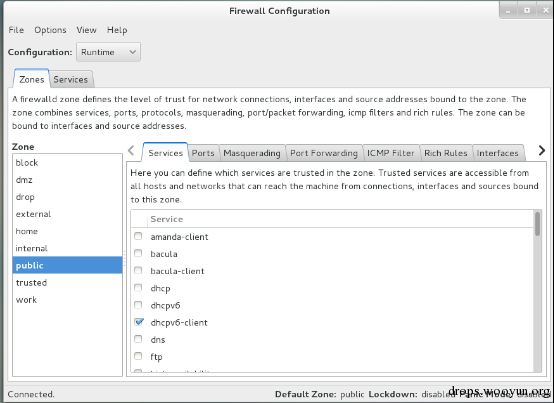 Firewall Configuration
File Options View Help
Configuration: Runtime
Zones Services
A firewalld zone defines the level of trust for network connections, interfaces and source addresses bound to the zone. The
zone combines services, ports, protocols, masquerading, port/packet forwarding, icmp filters and rich rules. The zone can be
bound to interfaces and source addresses.
Zone
block
dmz
drop
external
home
internal
public
trusted
work
Services Ports Masquerading Port Forwarding ICMP Filter Rich Rules Interfaces
Here you can define which services are trusted in the zone. Trusted services are accessible from
all hosts and networks that can reach the machine from connections, interfaces and sources bound
to this zone.
Service
amanda-client
bacula
bacula-client
dhcp
dhcpv6
dhcpv6-client
dns
ftp
Connected.
Default Zone: public Lockdown: disabled Panic Mode: disabled
drops.wooyun.org